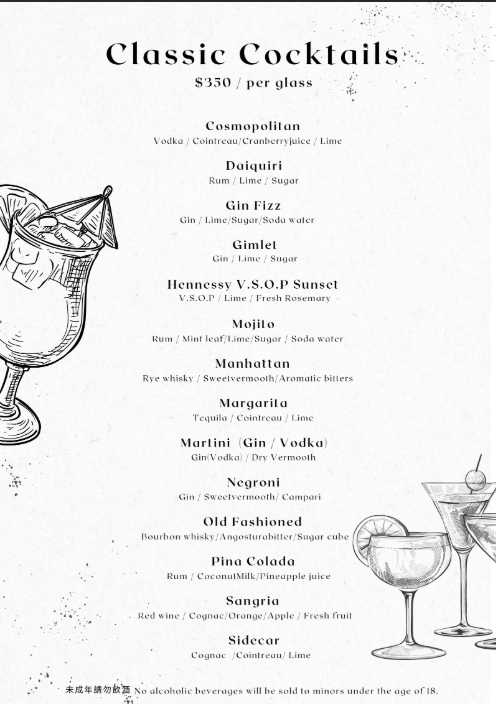 Classic Cocktails
$350 / per glass
Cosmopolitan
Vodka / Cointreau/Cranberryjuice / Lime
Daiquiri
Rum / Lime / Sugar
Gin Fizz
Gin / Lime/Sugar/Soda water
Gimlet
Gin / Lime / Sugar
Hennessy V.S.O.P Sunset
V.S.O.P / Lime / Fresh Rosemary
Mojito
Rum / Mint leaf/Lime/Sugar / Soda water
Manhattan
Rye whisky / Sweetvermooth/Aromatic bitters
Margarita
Tequila / Cointreau / Lime
Martini (Gin / Vodka)
Gin(Vodka) / Dry Vermooth
Negroni
Gin / Sweetvermooth/ Campari
Old Fashioned
Bourbon whisky/Angosturabitter/Sugar cube
Pina Colada
Rum / CoconutMilk/Pineapple juice
Sangria
Red wine / Cognac/Orange/Apple / Fresh fruit
Sidecar
Cognac /Cointreau/ Lime
未成年請勿飲酒 No alcoholic beverages will be sold to minors under the age of 18.